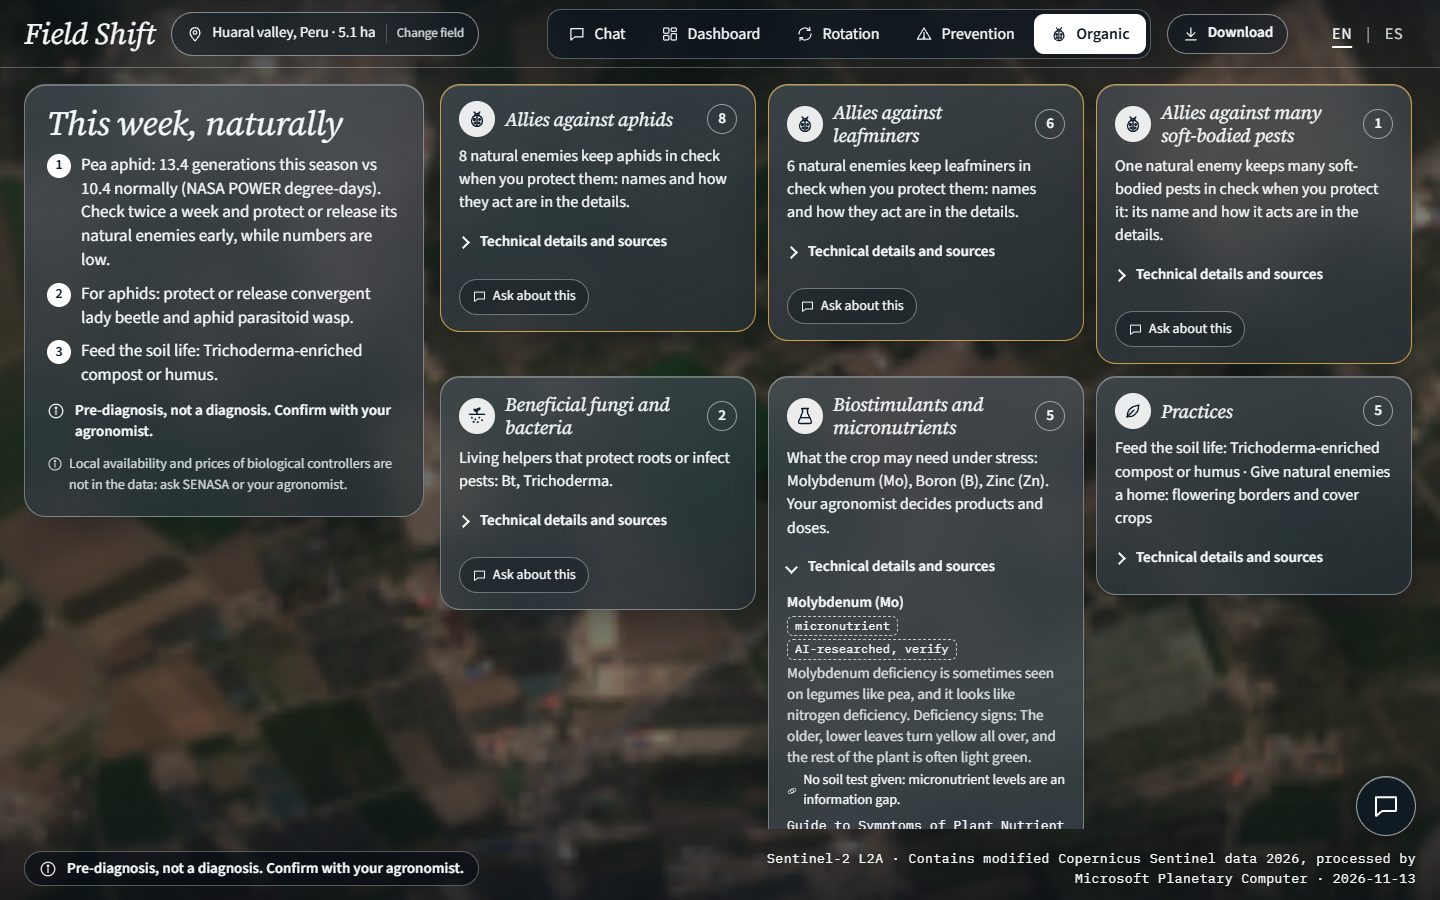 Field Shift
Huaral valley, Peru · 5.1 ha
Change field
Chat
Dashboard
Rotation
Prevention
Organic
Download
EN | ES
This week, naturally
1
Pea aphid: 13.4 generations this season vs
10.4 normally (NASA POWER degree-days).
Check twice a week and protect or release its
natural enemies early, while numbers are
low.
2
For aphids: protect or release convergent
lady beetle and aphid parasitoid wasp.
3
Feed the soil life: Trichoderma-enriched
compost or humus.
Pre-diagnosis, not a diagnosis. Confirm with your
agronomist.
Local availability and prices of biological controllers are
not in the data: ask SENASA or your agronomist.
Allies against aphids
8
8 natural enemies keep aphids in check
when you protect them: names and how
they act are in the details.
Technical details and sources
Ask about this
Allies against
leafminers
6
6 natural enemies keep leafminers in
check when you protect them: names
and how they act are in the details.
Technical details and sources
Ask about this
Allies against many
soft-bodied pests
1
One natural enemy keeps many soft-
bodied pests in check when you protect
it: its name and how it acts are in the
details.
Technical details and sources
Ask about this
Beneficial fungi and
bacteria
2
Living helpers that protect roots or infect
pests: Bt, Trichoderma.
Technical details and sources
Ask about this
Biostimulants and
micronutrients
5
What the crop may need under stress:
Molybdenum (Mo), Boron (B), Zinc (Zn).
Your agronomist decides products and
doses.
Technical details and sources
Molybdenum (Mo)
micronutrient
AI-researched, verify
Molybdenum deficiency is sometimes seen
on legumes like pea, and it looks like
nitrogen deficiency. Deficiency signs: The
older, lower leaves turn yellow all over, and
the rest of the plant is often light green.
No soil test given: micronutrient levels are an
information gap.
Guide to Symptoms of Plant Nutrient
Practices
5
Feed the soil life: Trichoderma-enriched
compost or humus · Give natural enemies
a home: flowering borders and cover
crops
Technical details and sources
Pre-diagnosis, not a diagnosis. Confirm with your agronomist.
Sentinel-2 L2A · Contains modified Copernicus Sentinel data 2026, processed by
Microsoft Planetary Computer · 2026-11-13